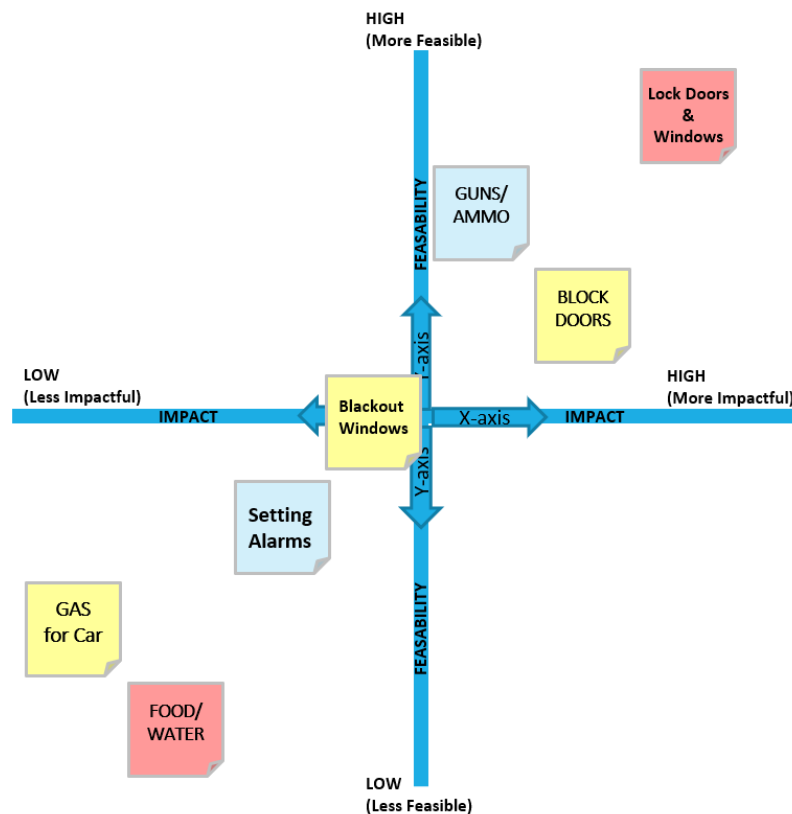 HIGH
(More Feasible)
Lock Doors
&
Windows
GUNS/
AMMO
FEASABILITY
BLOCK
DOORS
LOW
(Less Impactful)
HIGH
(More Impactful)
IMPACT
Blackout
Windows
X-axis
IMPACT
Y-axis
Setting
Alarms
FEASABILITY
GAS
for Car
FOOD/
WATER
LOW
(Less Feasible)